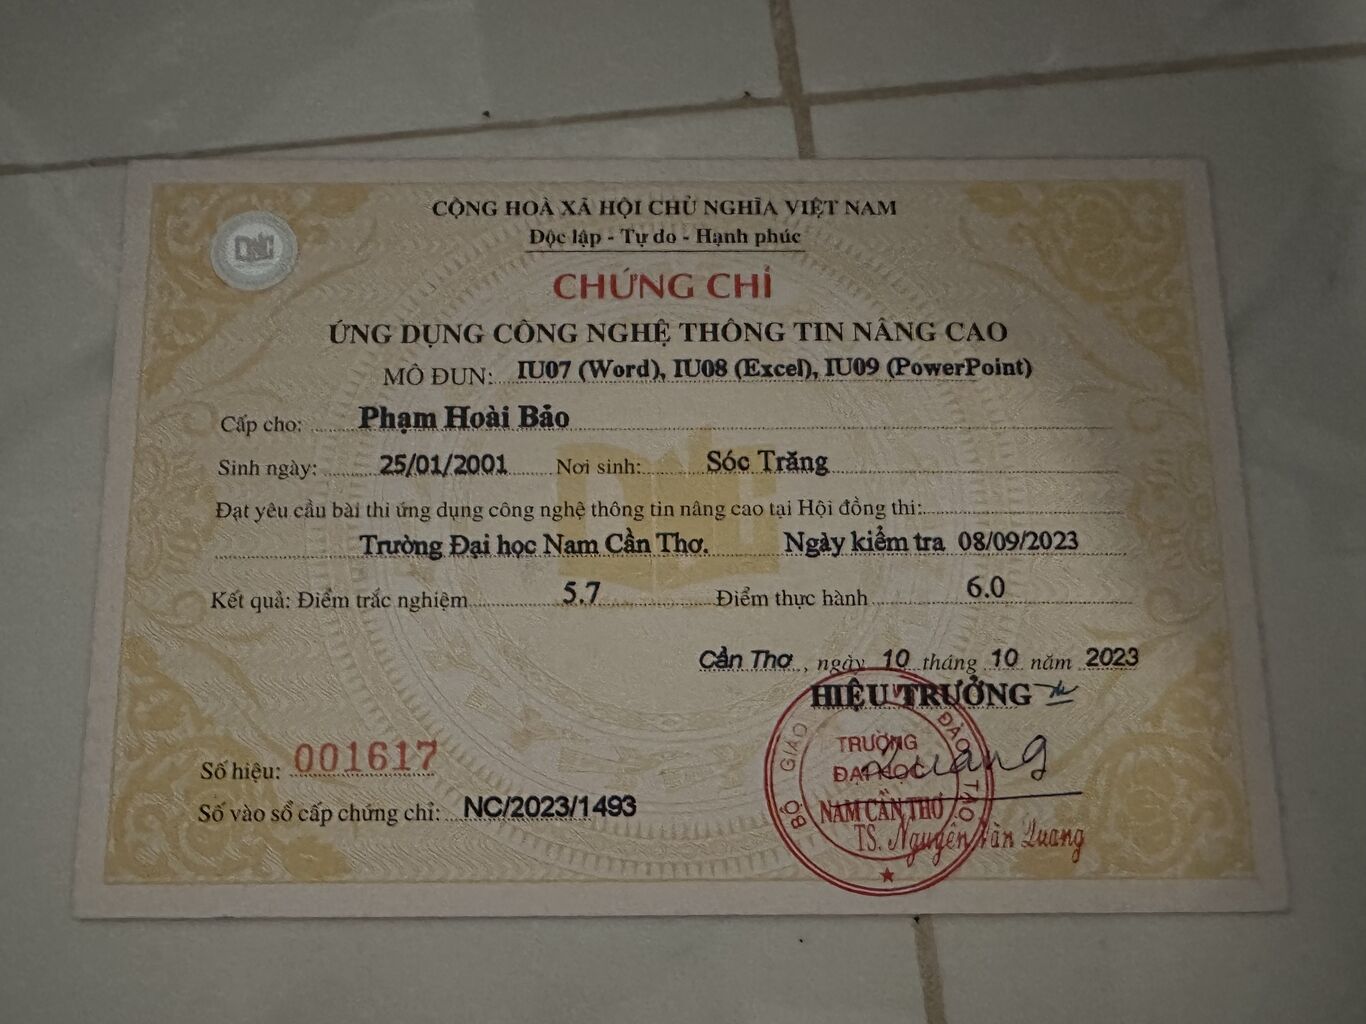 CỘNG HOÀ XÃ HỘI CHỦ NGHĨA VIỆT NAM
Độc lập - Tự do - Hạnh phúc
CHỨNG CHỈ
ỨNG DỤNG CÔNG NGHỆ THÔNG TIN NÂNG CAO
MÔ ĐUN: IU07 (Word), IU08 (Excel), IU09 (PowerPoint)
Cấp cho: Phạm Hoài Bảo
Sinh ngày: 25/01/2001 Nơi sinh: Sóc Trăng
Đạt yêu cầu bài thi ứng dụng công nghệ thông tin nâng cao tại Hội đồng thi:
Trường Đại học Nam Cần Thơ. Ngày kiểm tra 08/09/2023
Kết quả: Điểm trắc nghiệm 5.7 Điểm thực hành 6.0
Cần Thơ, ngày 10 tháng 10 năm 2023
HIỆU TRƯỞNG
BỘ GIÁO VÀ ĐÀO TẠO
TRƯỜNG
ĐẠI HỌC
NAM CẦN THƠ
Quang
TS. Nguyễn Văn Quang
Số hiệu: 001617
Số vào sổ cấp chứng chỉ: NC/2023/1493